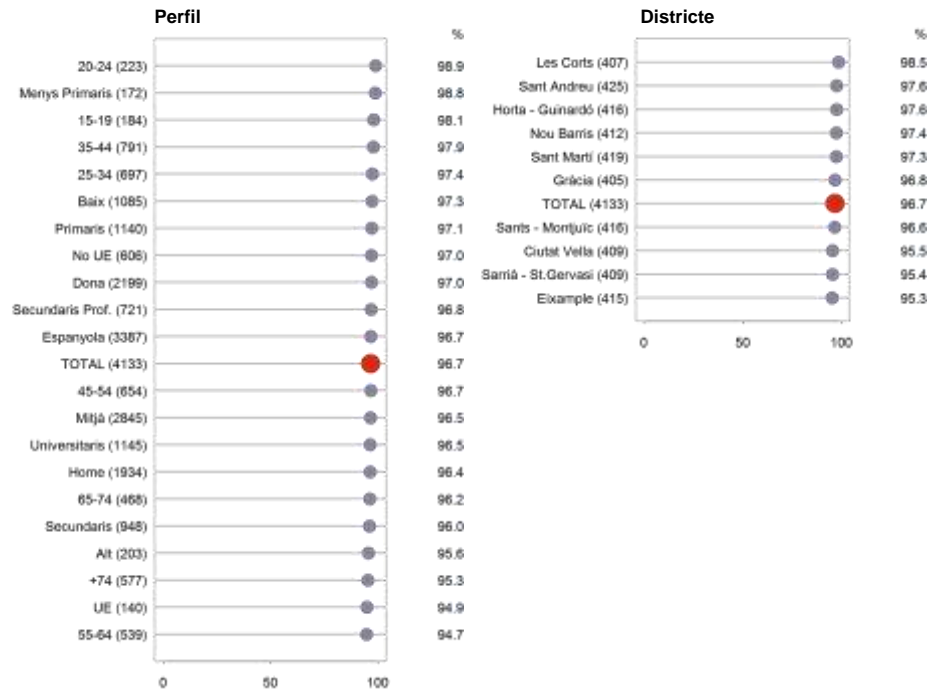 Perfil
%
20-24 (223) 98.9
Menys Primaris (172) 98.8
15-19 (184) 98.1
35-44 (791) 97.9
25-34 (697) 97.4
Baix (1085) 97.3
Primaris (1140) 97.1
No UE (606) 97.0
Dona (2199) 97.0
Secundaris Prof. (721) 96.8
Espanyola (3387) 96.7
TOTAL (4133) 96.7
45-54 (654) 96.7
Mitjà (2845) 96.5
Universitaris (1145) 96.5
Home (1934) 96.4
65-74 (468) 96.2
Secundaris (948) 96.0
Alt (203) 95.6
+74 (577) 95.3
UE (140) 94.9
55-64 (539) 94.7
0 50 100
Districte
%
Les Corts (407) 98.5
Sant Andreu (425) 97.6
Horta - Guinardó (416) 97.6
Nou Barris (412) 97.4
Sant Martí (419) 97.3
Gràcia (405) 96.8
TOTAL (4133) 96.7
Sants - Montjuïc (416) 96.6
Ciutat Vella (409) 95.5
Sarrià - St.Gervasi (409) 95.4
Eixample (415) 95.3
0 50 100